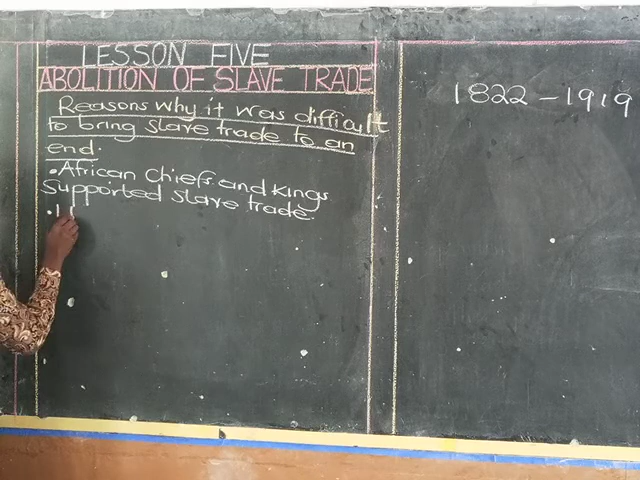 LESSON FIVE
ABOLITION OF SLAVE TRADE
Reasons why it was difficult
to bring slave trade to an
end.
•African Chiefs and kings
supported slave trade.
1822-1919